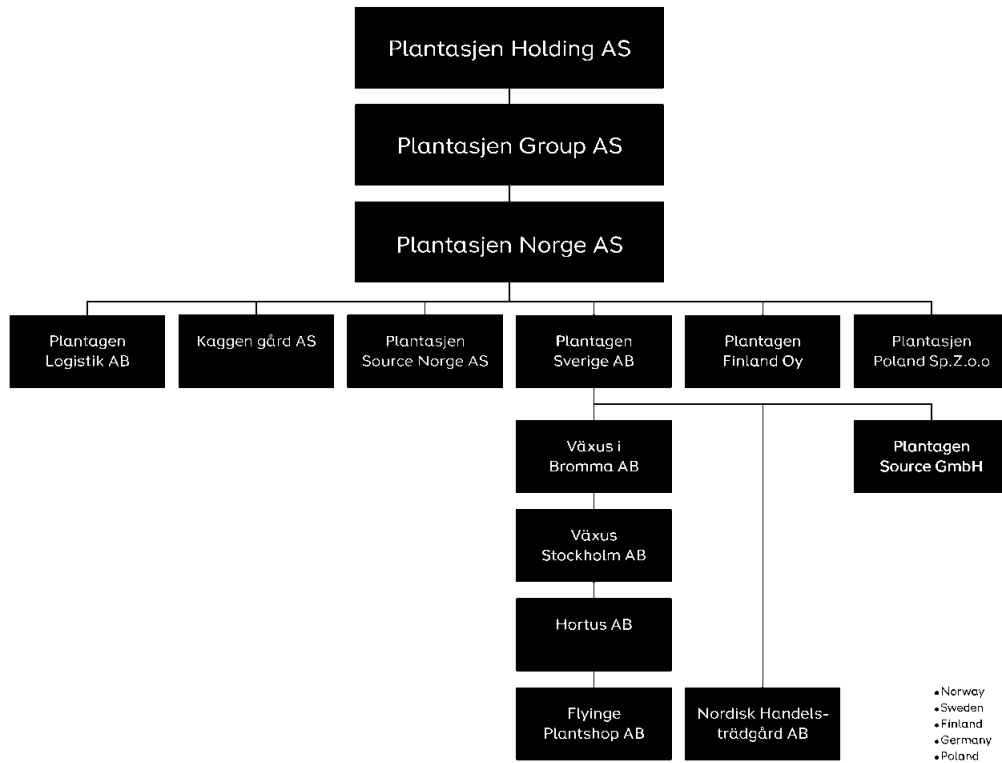 Plantasjen Holding AS
Plantasjen Group AS
Plantasjen Norge AS
Plantagen
Logistik AB
Kaggen gård AS
Plantasjen
Source Norge AS
Plantagen
Sverige AB
Plantagen
Finland Oy
Plantasjen
Poland Sp.Z.o.o
Växus i
Bromma AB
Plantagen
Source GmbH
Växus
Stockholm AB
Hortus AB
Flyinge
Plantshop AB
Nordisk Handels-
trädgård AB
• Norway
• Sweden
• Finland
• Germany
• Poland